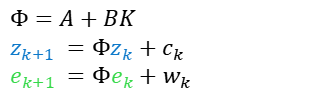 Φ = A + BK
z_{k+1} = Φz_k + c_k
e_{k+1} = Φe_k + w_k